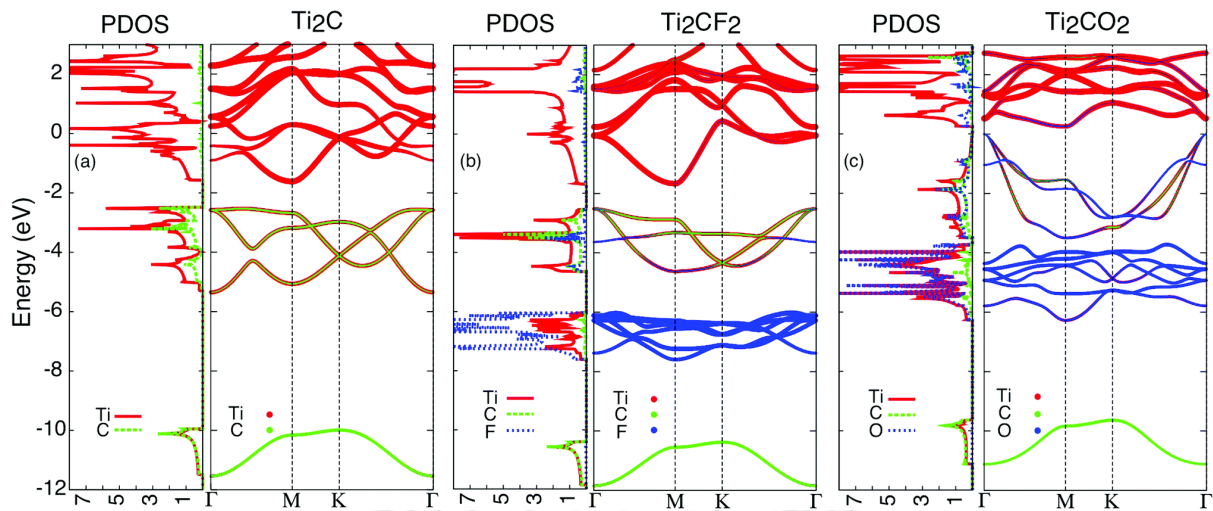 PDOS Ti₂C PDOS Ti₂CF₂ PDOS Ti₂CO₂
Energy (eV)
2
0
-2
-4
-6
-8
-10
-12
(a)
Ti Ti
C C
7 5 3 1 Γ M K Γ
(b)
Ti Ti
C C
F F
7 5 3 1 Γ M K Γ
(c)
Ti Ti
C C
O O
7 5 3 1 Γ M K Γ